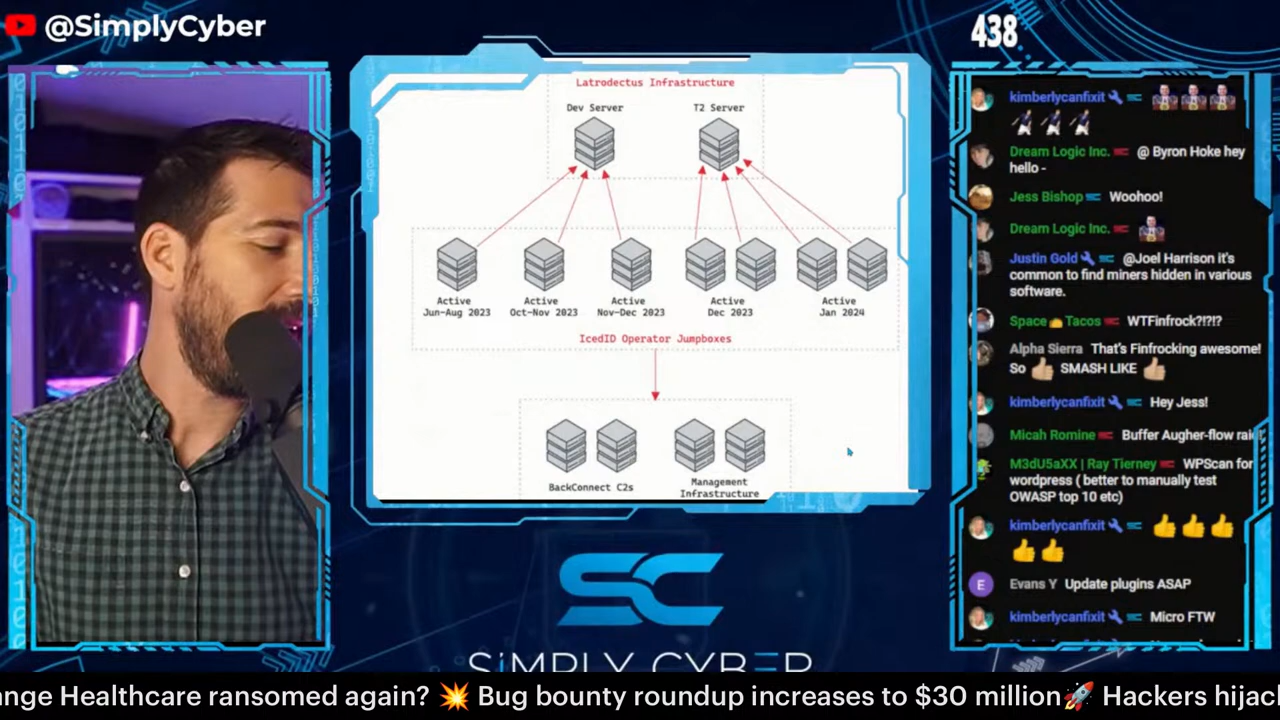 @SimplyCyber
438
Latrodectus Infrastructure
Dev Server
T2 Server
Active
Jun-Aug 2023
Active
Oct-Nov 2023
Active
Nov-Dec 2023
Active
Dec 2023
Active
Jan 2024
IcedID Operator Jumpboxes
BackConnect C2s
Management
Infrastructure
SC
SIMPLY CYBER
kimberlycanfixit
Dream Logic Inc. @ Byron Hoke hey
hello -
Jess Bishop Woohoo!
Dream Logic Inc.
Justin Gold @Joel Harrison it's
common to find miners hidden in various
software.
Space🌮Tacos WTFinfrock?!?!?
Alpha Sierra That's Finfrocking awesome!
So 👍 SMASH LIKE 👍
kimberlycanfixit Hey Jess!
Micah Romine Buffer Augher-flow
M3dU5aXX | Ray Tierney WPScan for
wordpress ( better to manually test
OWASP top 10 etc)
kimberlycanfixit 👍👍👍
👍👍
E
Evans Y Update plugins ASAP
kimberlycanfixit Micro FTW
ange Healthcare ransomed again? 💥 Bug bounty roundup increases to $30 million🚀 Hackers hijac